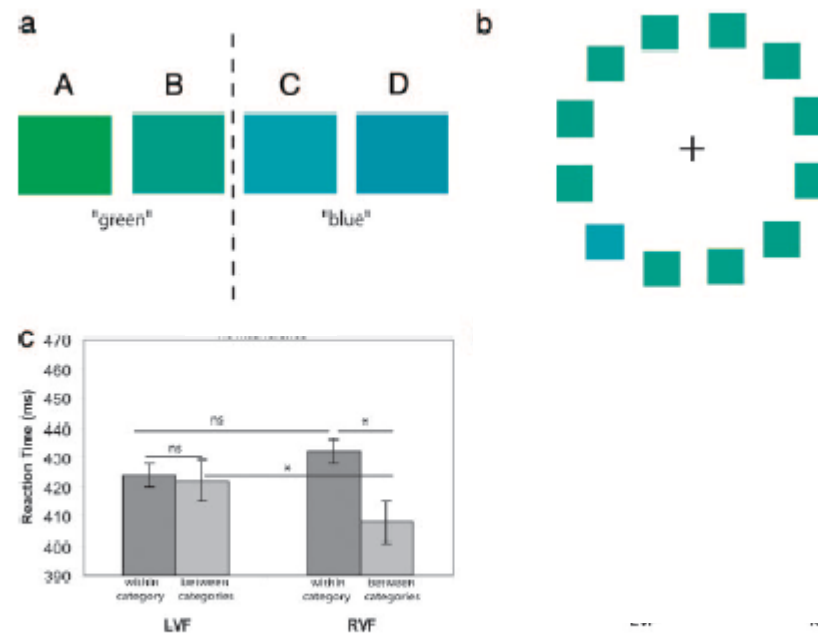 a
A B C D
"green" "blue"
b
c
470
460
450
440
430
420
410
400
390
Reaction Time (ms)
ns
ns
*
*
within category
between categories
within category
between categories
LVF
RVF